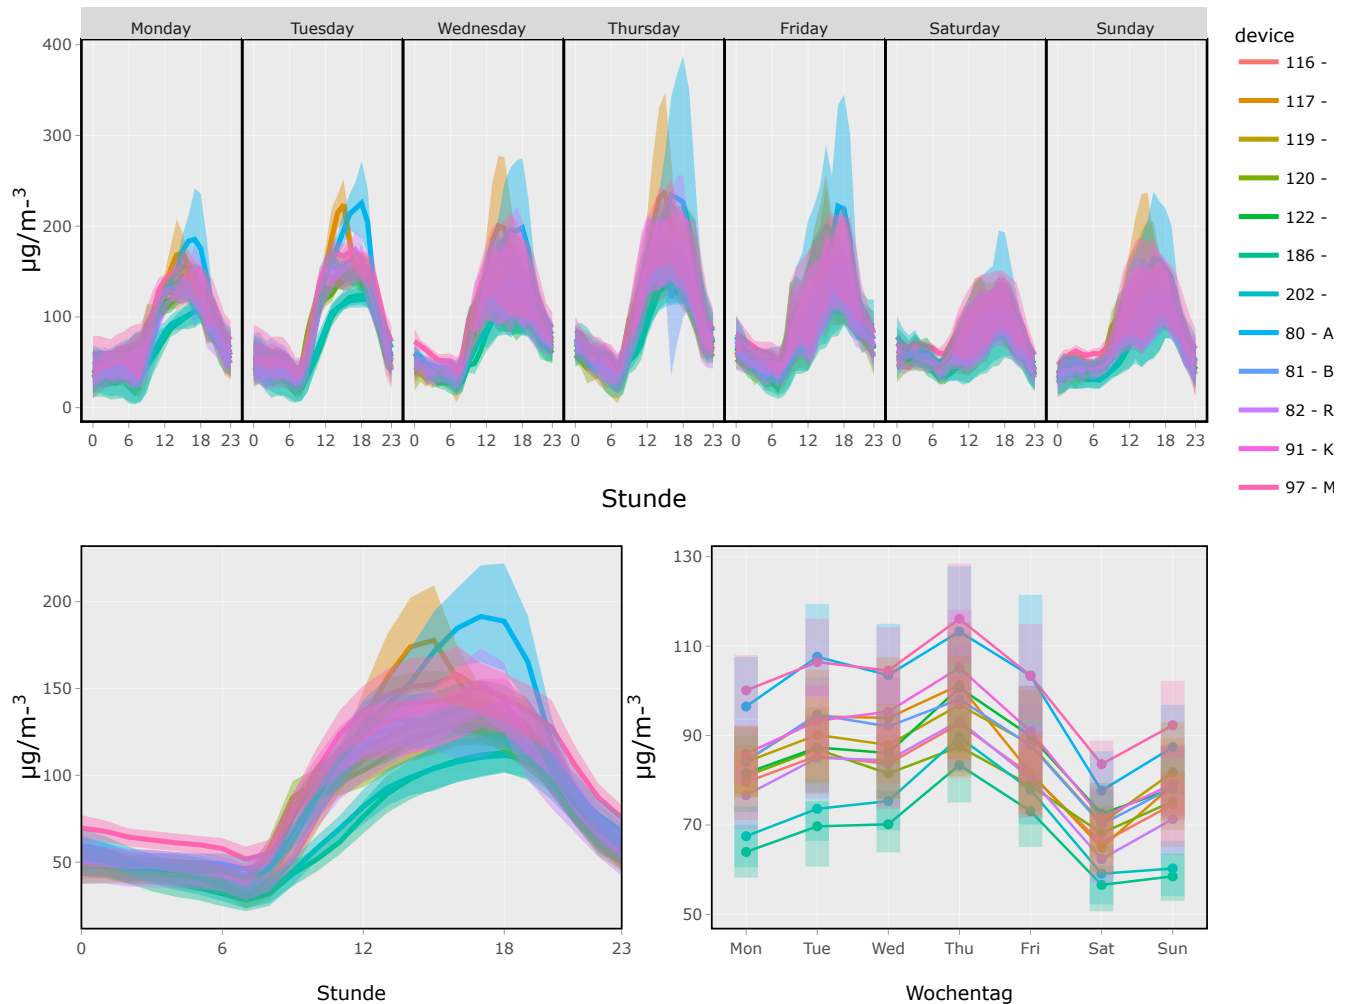 Monday Tuesday Wednesday Thursday Friday Saturday Sunday
device
116 -
117 -
119 -
120 -
122 -
186 -
202 -
80 - A
81 - B
82 - R
91 - K
97 - M
µg/m-³
400
300
200
100
0
0 6 12 18 23 0 6 12 18 23 0 6 12 18 23 0 6 12 18 23 0 6 12 18 23 0 6 12 18 23 0 6 12 18 23
Stunde
µg/m-³
200
150
100
50
0 6 12 18 23
Stunde
µg/m-³
130
110
90
70
50
Mon Tue Wed Thu Fri Sat Sun
Wochentag